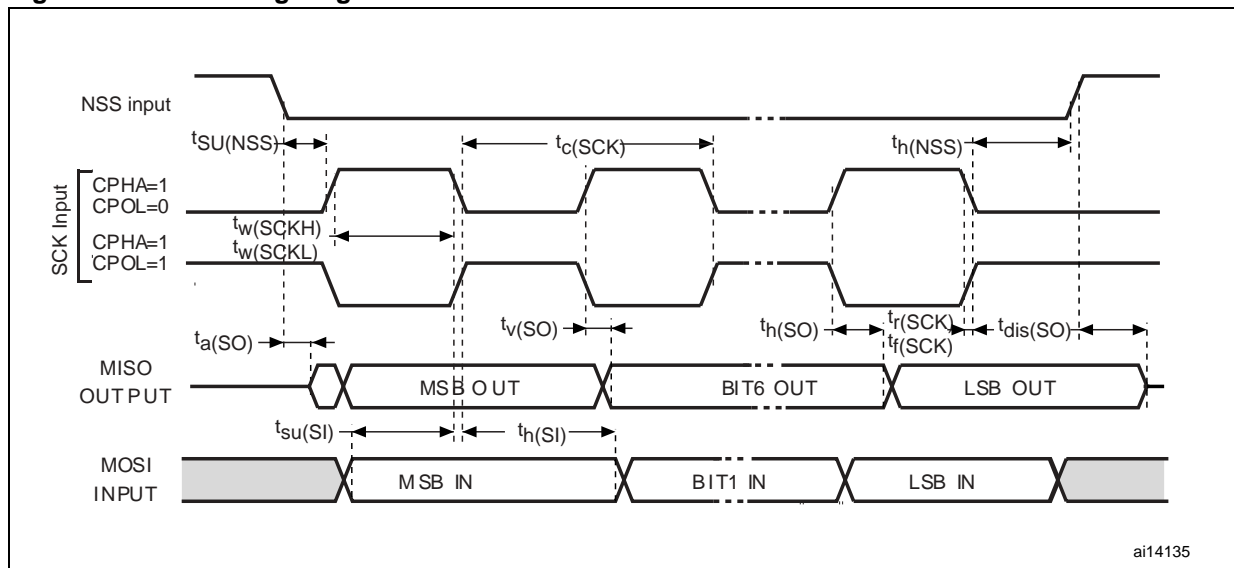 NSS input
tSU(NSS)
tc(SCK)
th(NSS)
SCK Input
CPHA=1
CPOL=0
tw(SCKH)
CPHA=1
tw(SCKL)
CPOL=1
ta(SO)
tv(SO)
th(SO)
tr(SCK)
tf(SCK)
tdis(SO)
MISO
OUTPUT
MSB OUT
BIT6 OUT
LSB OUT
tsu(SI)
th(SI)
MOSI
INPUT
MSB IN
BIT1 IN
LSB IN
ai14135